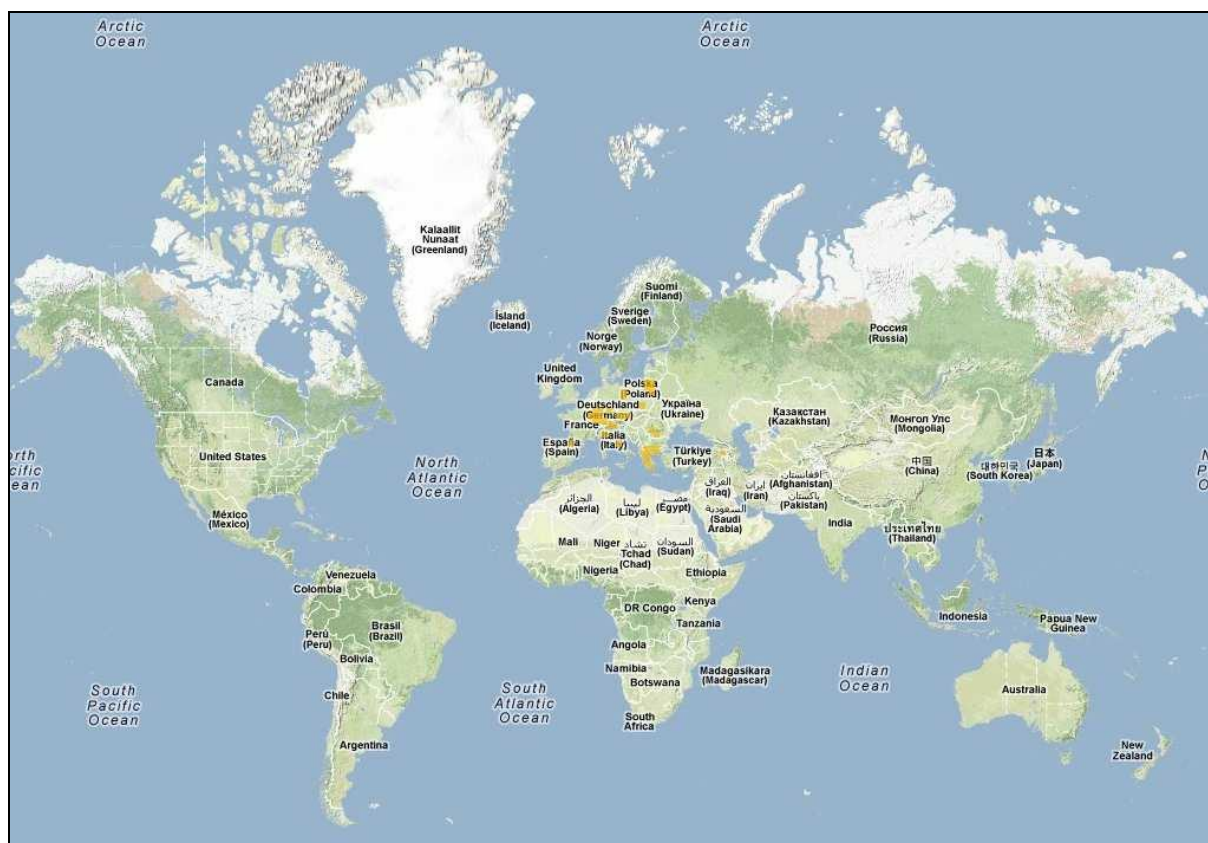 Arctic
Ocean
Arctic
Ocean
Kalaallit
Nunaat
(Greenland)
Ísland
(Iceland)
Suomi
(Finland)
Sverige
(Sweden)
Norge
(Norway)
Россия
(Russia)
Canada
United
Kingdom
Polska
(Poland)
Deutschland
(Germany)
Україна
(Ukraine)
Казахстан
(Kazakhstan)
Монгол Улс
(Mongolia)
France
Italia
(Italy)
España
(Spain)
Türkiye
(Turkey)
United States
North
Atlantic
Ocean
orth
cific
ean
中国
(China)
대한민국
(South Korea)
日本
(Japan)
N
P
O
افغانستان
(Afghanistan)
ایران
(Iran)
پاکستان
(Pakistan)
العراق
(Iraq)
السعودية
(Saudi
Arabia)
مصر
(Egypt)
ليبيا
(Libya)
الجزائر
(Algeria)
México
(Mexico)
India
ประเทศไทย
(Thailand)
Mali
Niger
تشاد
Tchad
(Chad)
السودان
(Sudan)
Nigeria
Ethiopia
Venezuela
Colombia
DR Congo
Kenya
Tanzania
Indonesia
Papua New
Guinea
Perú
(Peru)
Brasil
(Brazil)
Bolivia
Angola
Namibia
Botswana
Madagasikara
(Madagascar)
Indian
Ocean
Australia
South
Pacific
Ocean
Chile
South
Atlantic
Ocean
South
Africa
Argentina
New
Zealand